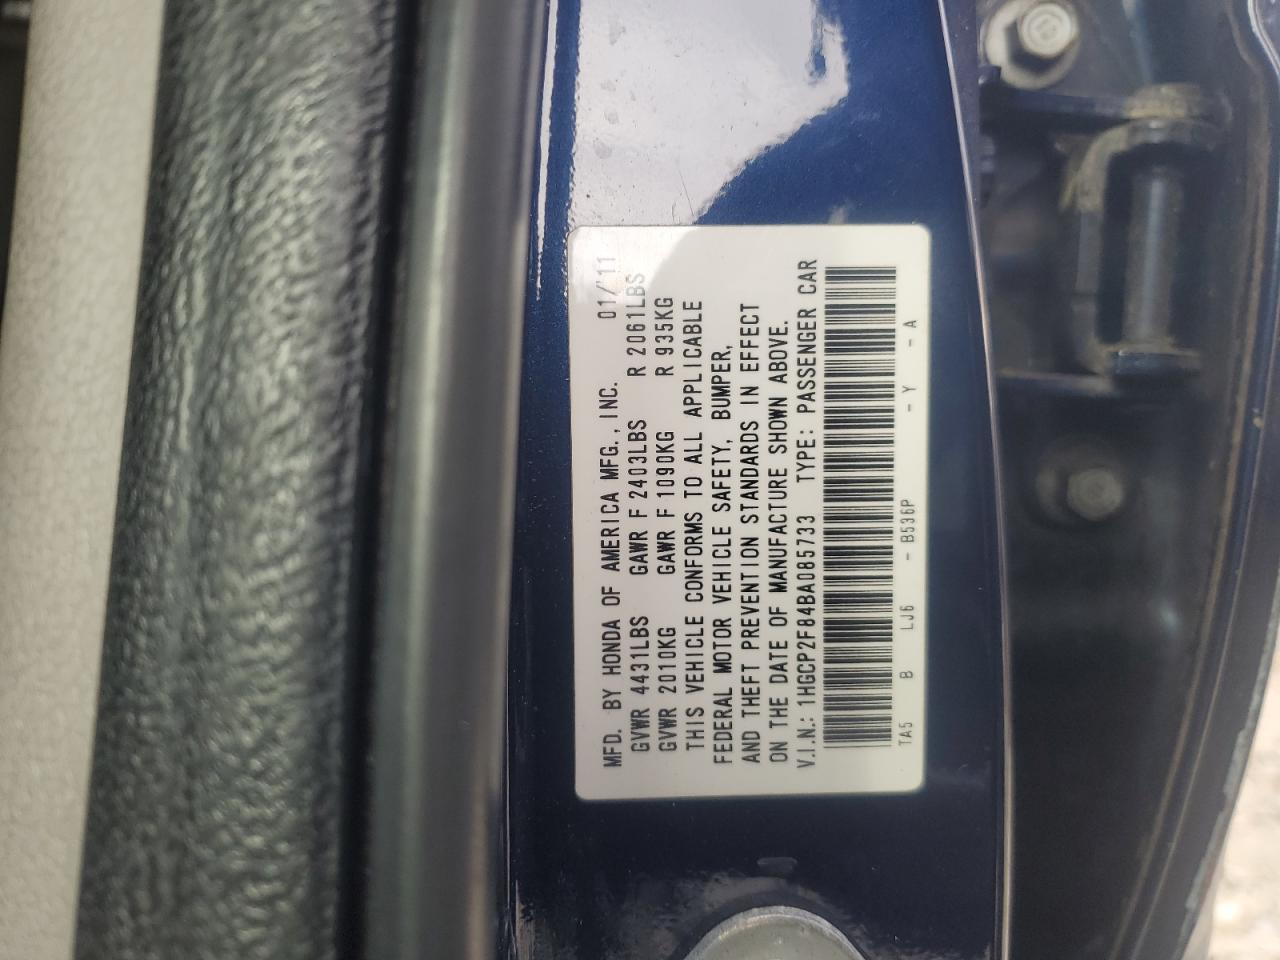 MFD. BY HONDA OF AMERICA MFG., INC. 01/'11
GVWR 4431LBS GAWR F 2403LBS R 2061LBS
GVWR 2010KG GAWR F 1090KG R 935KG
THIS VEHICLE CONFORMS TO ALL APPLICABLE
FEDERAL MOTOR VEHICLE SAFETY, BUMPER,
AND THEFT PREVENTION STANDARDS IN EFFECT
ON THE DATE OF MANUFACTURE SHOWN ABOVE.
V.I.N.: 1HGCP2F84BA085733 TYPE: PASSENGER CAR
TA5 B LJ6 - B536P - Y - A